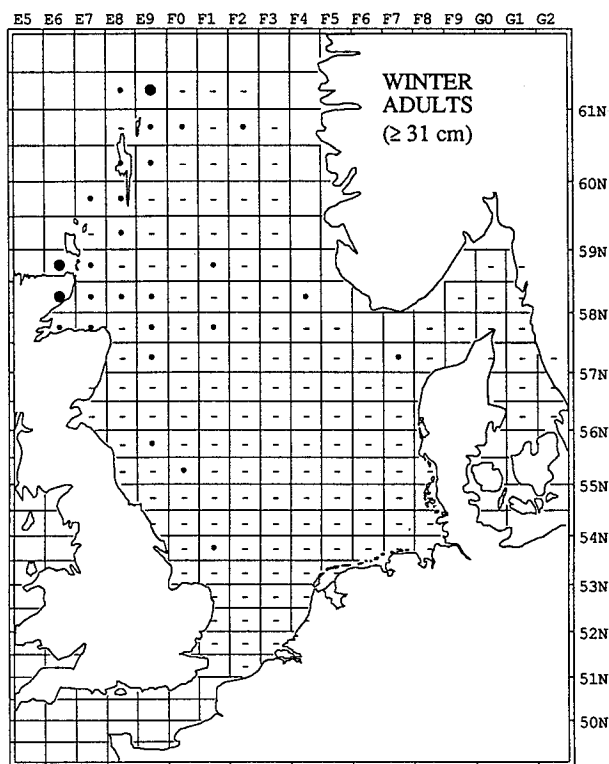 E5 E6 E7 E8 E9 F0 F1 F2 F3 F4 F5 F6 F7 F8 F9 G0 G1 G2
WINTER
ADULTS
(≥ 31 cm)
61N
60N
59N
58N
57N
56N
55N
54N
53N
52N
51N
50N